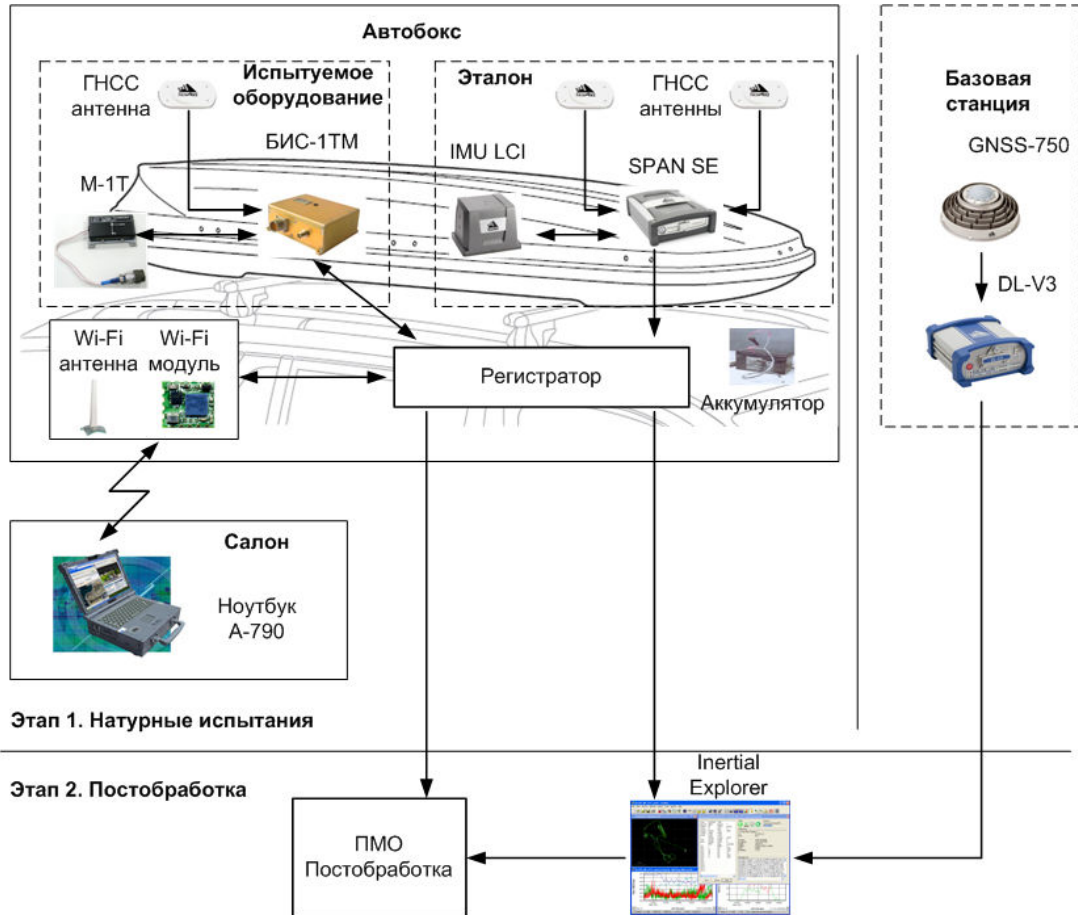 Автобокс
ГНСС
антенна
Испытуемое
оборудование
Эталон
ГНСС
антенны
Базовая
станция
БИС-1ТМ
IMU LCI
SPAN SE
GNSS-750
М-1Т
DL-V3
Wi-Fi
антенна
Wi-Fi
модуль
Регистратор
Аккумулятор
Салон
Ноутбук
А-790
Этап 1. Натурные испытания
Этап 2. Постобработка
Inertial
Explorer
ПМО
Постобработка